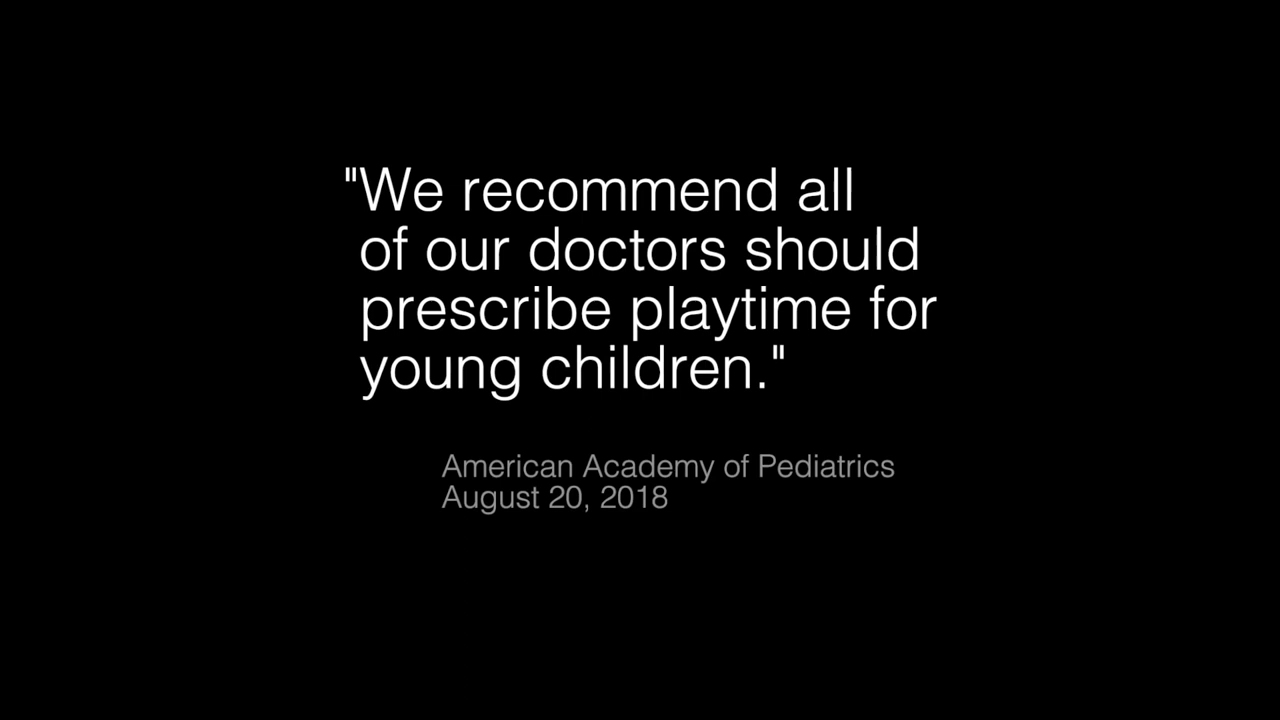 "We recommend all
of our doctors should
prescribe playtime for
young children."
American Academy of Pediatrics
August 20, 2018